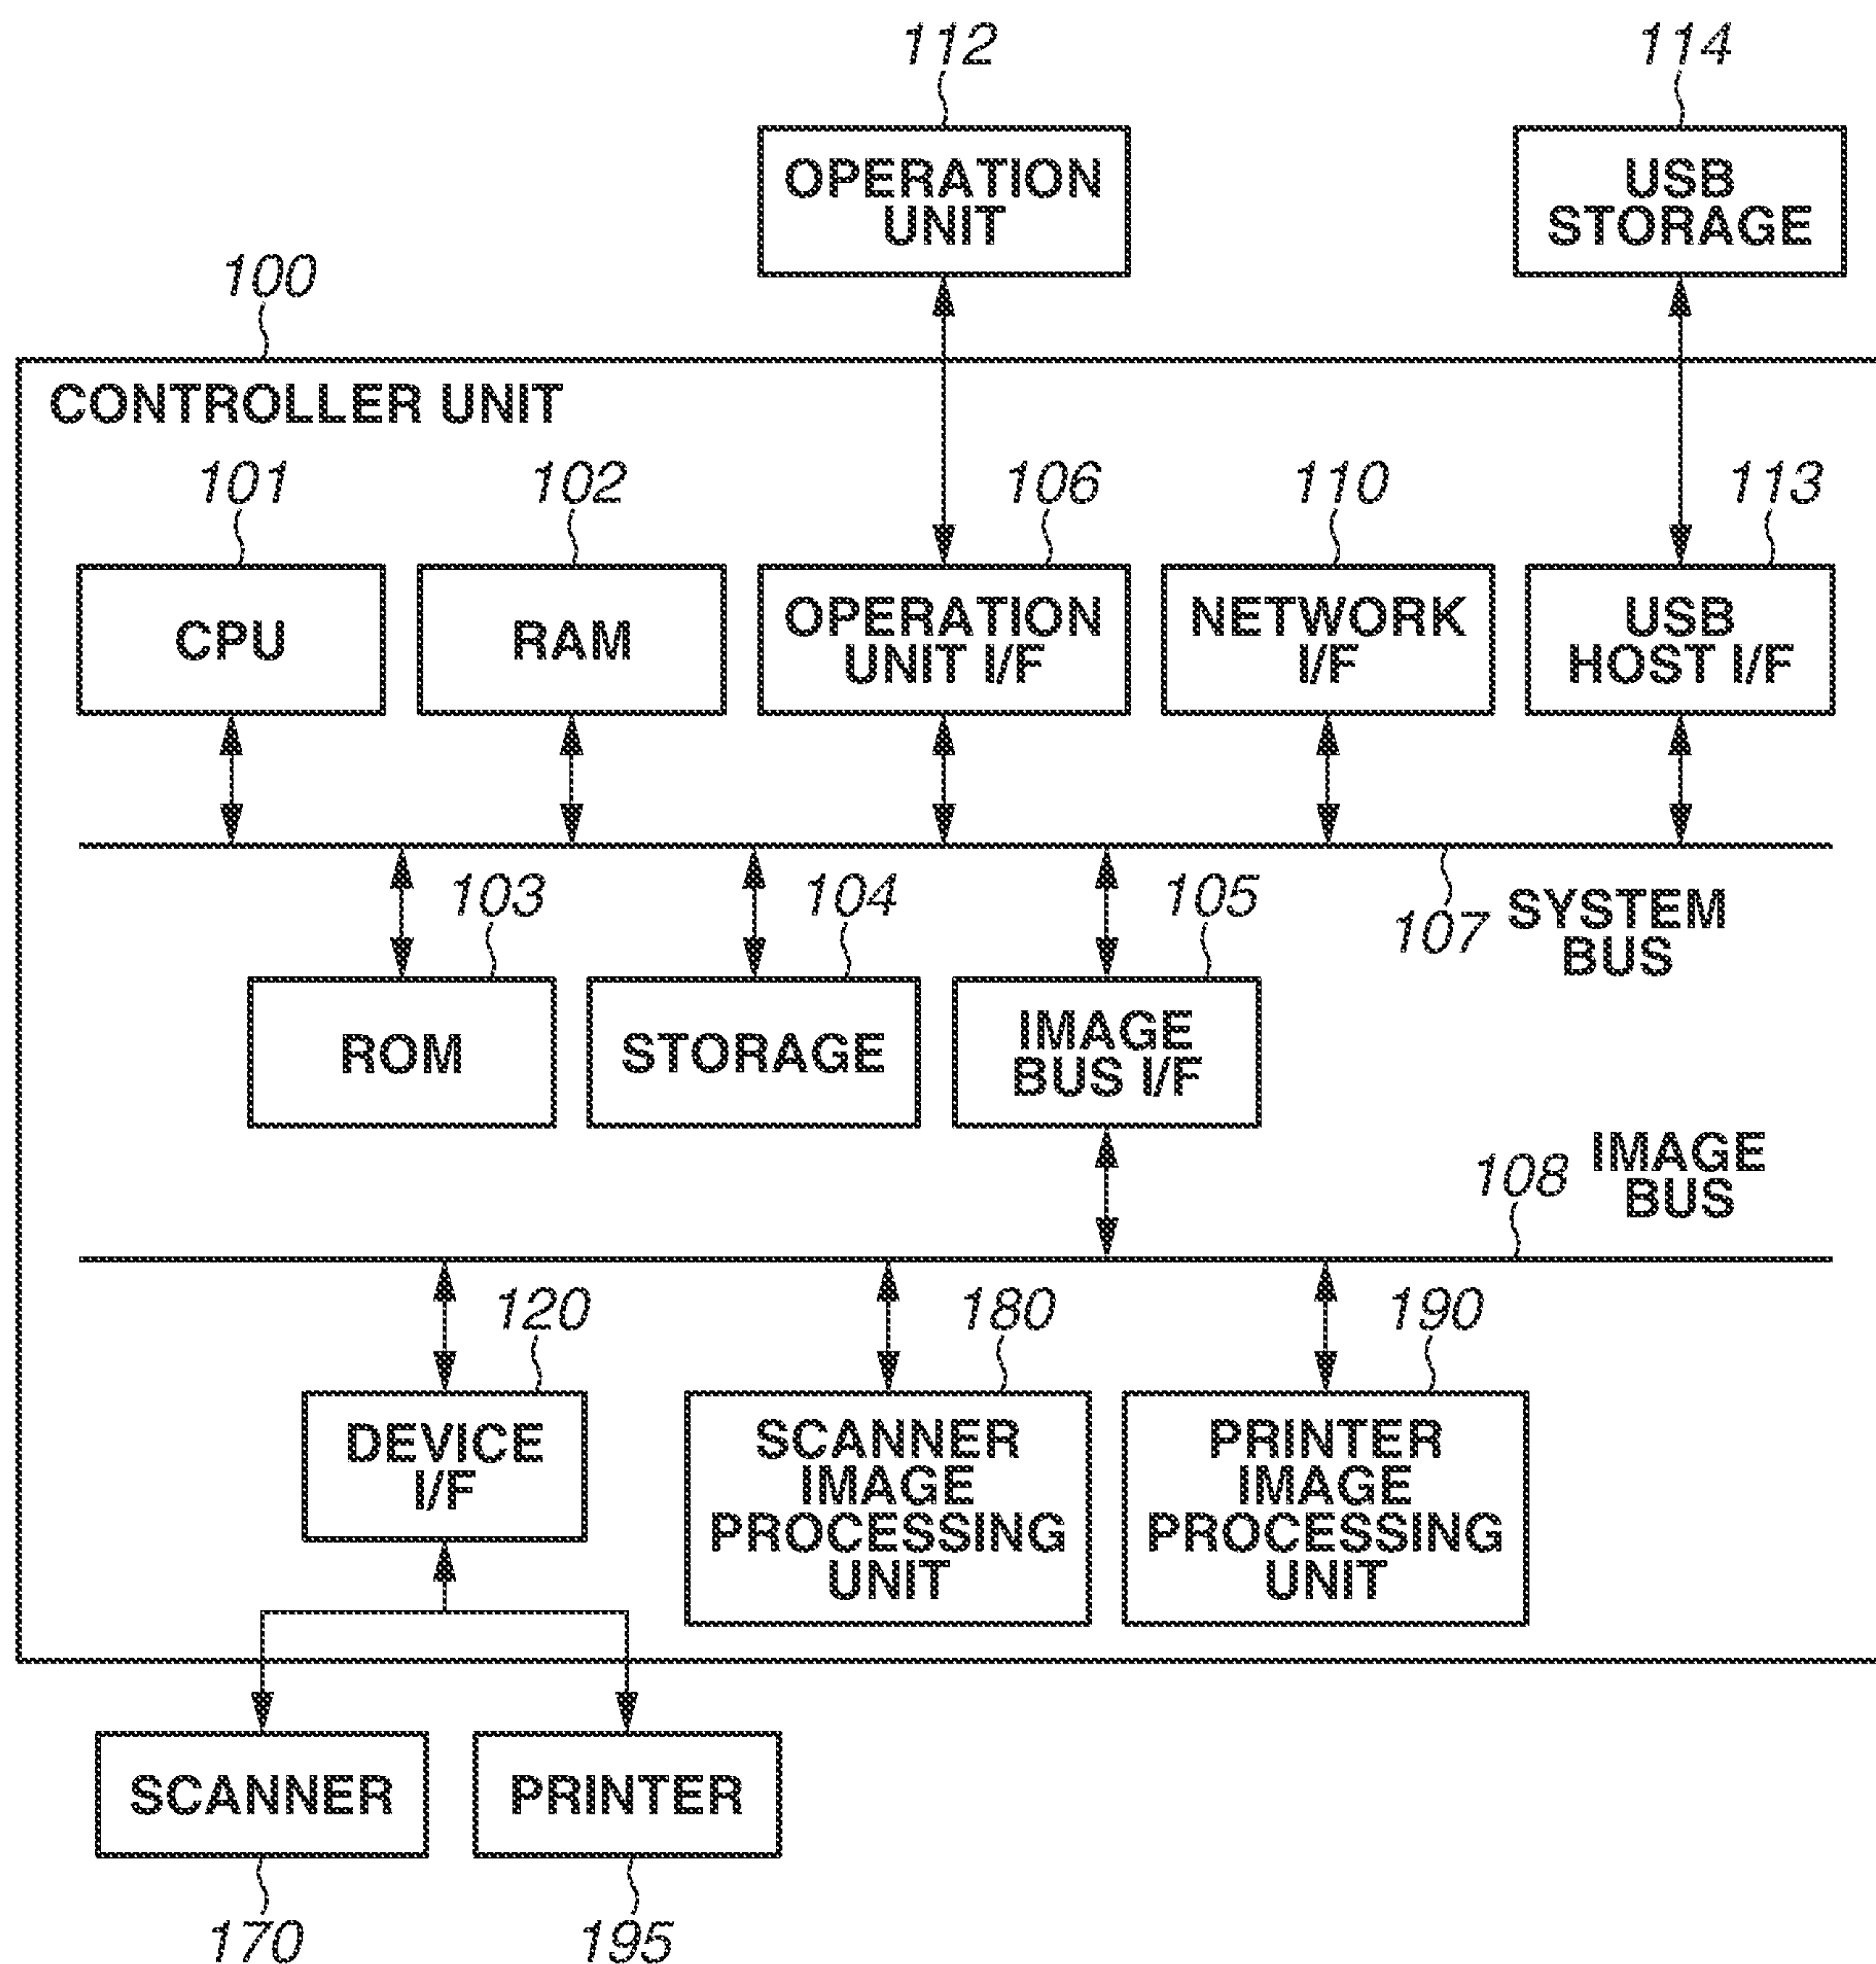 112
114
OPERATION
UNIT
USB
STORAGE
100
CONTROLLER UNIT
101
102
106
110
113
CPU
RAM
OPERATION
UNIT I/F
NETWORK
I/F
USB
HOST I/F
103
104
105
107
SYSTEM
BUS
ROM
STORAGE
IMAGE
BUS I/F
108
IMAGE
BUS
120
180
190
DEVICE
I/F
SCANNER
IMAGE
PROCESSING
UNIT
PRINTER
IMAGE
PROCESSING
UNIT
SCANNER
PRINTER
170
195